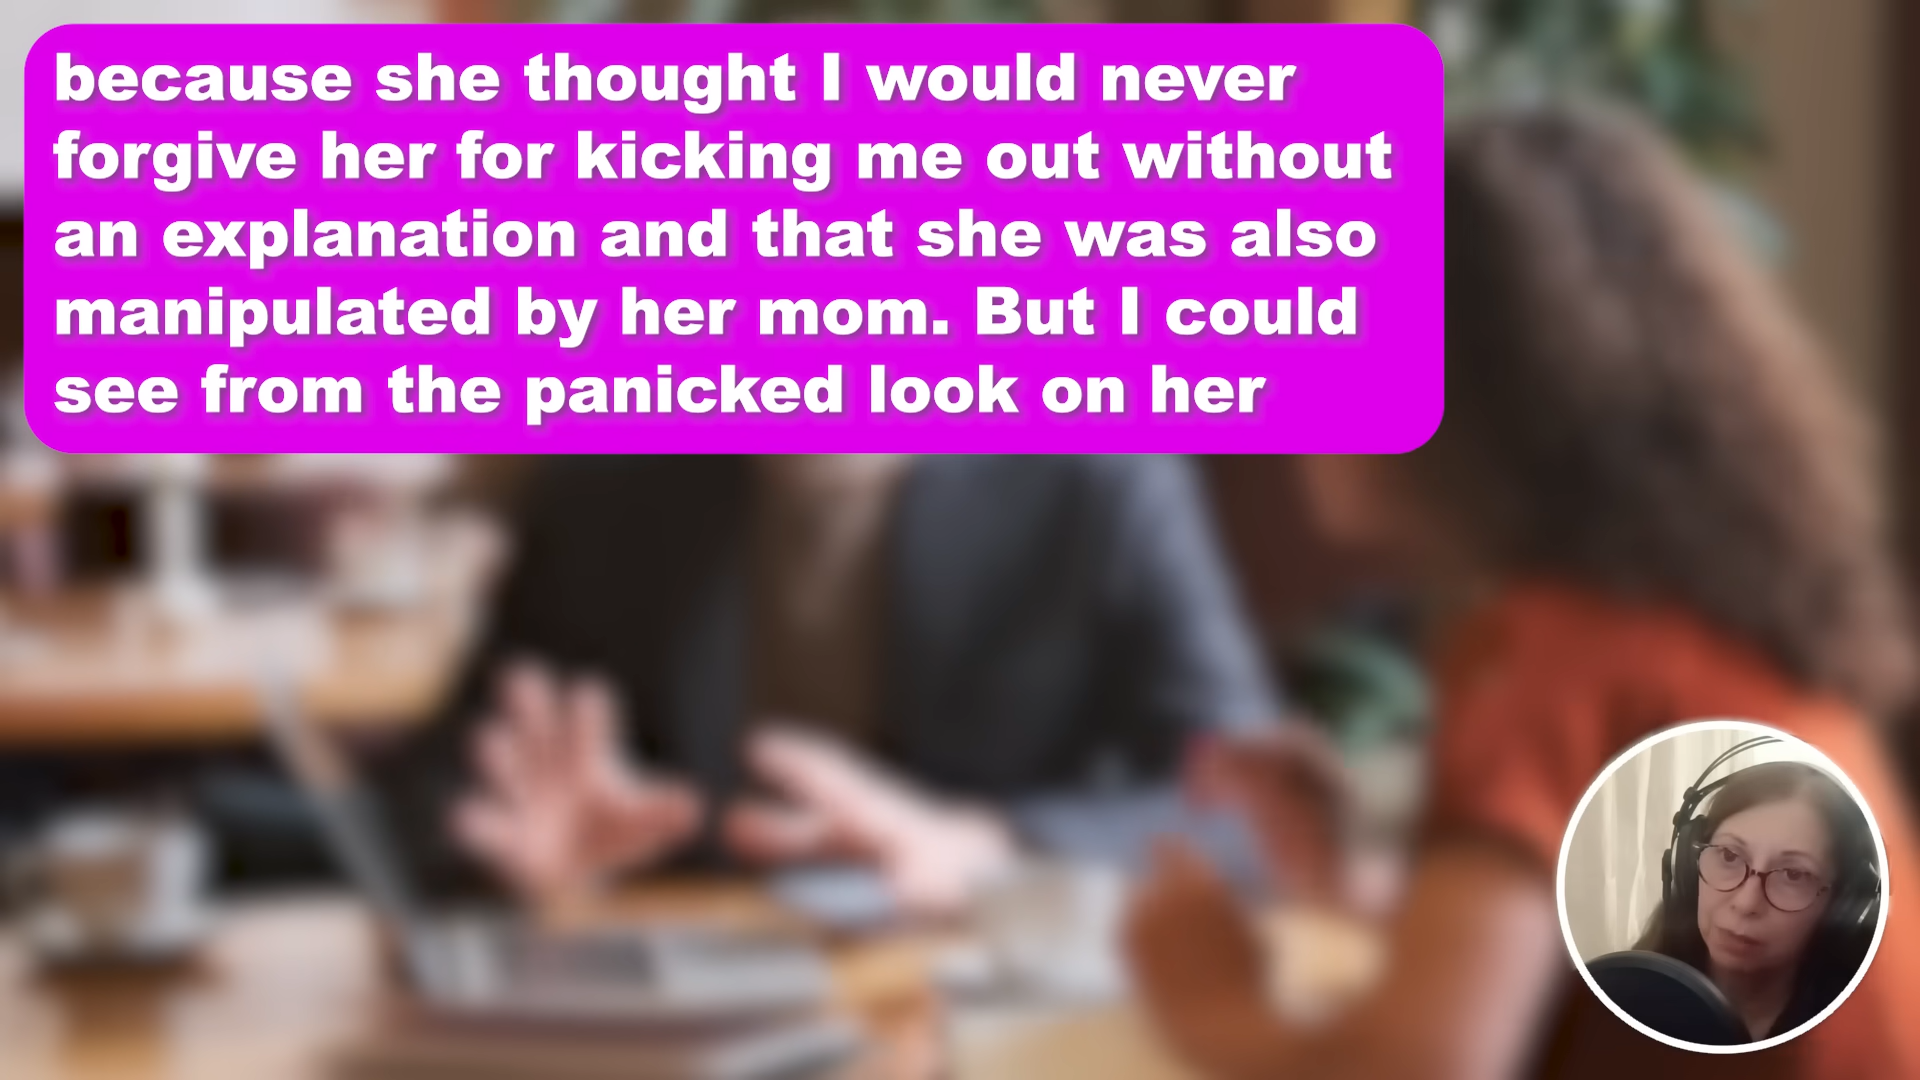 because she thought I would never
forgive her for kicking me out without
an explanation and that she was also
manipulated by her mom. But I could
see from the panicked look on her